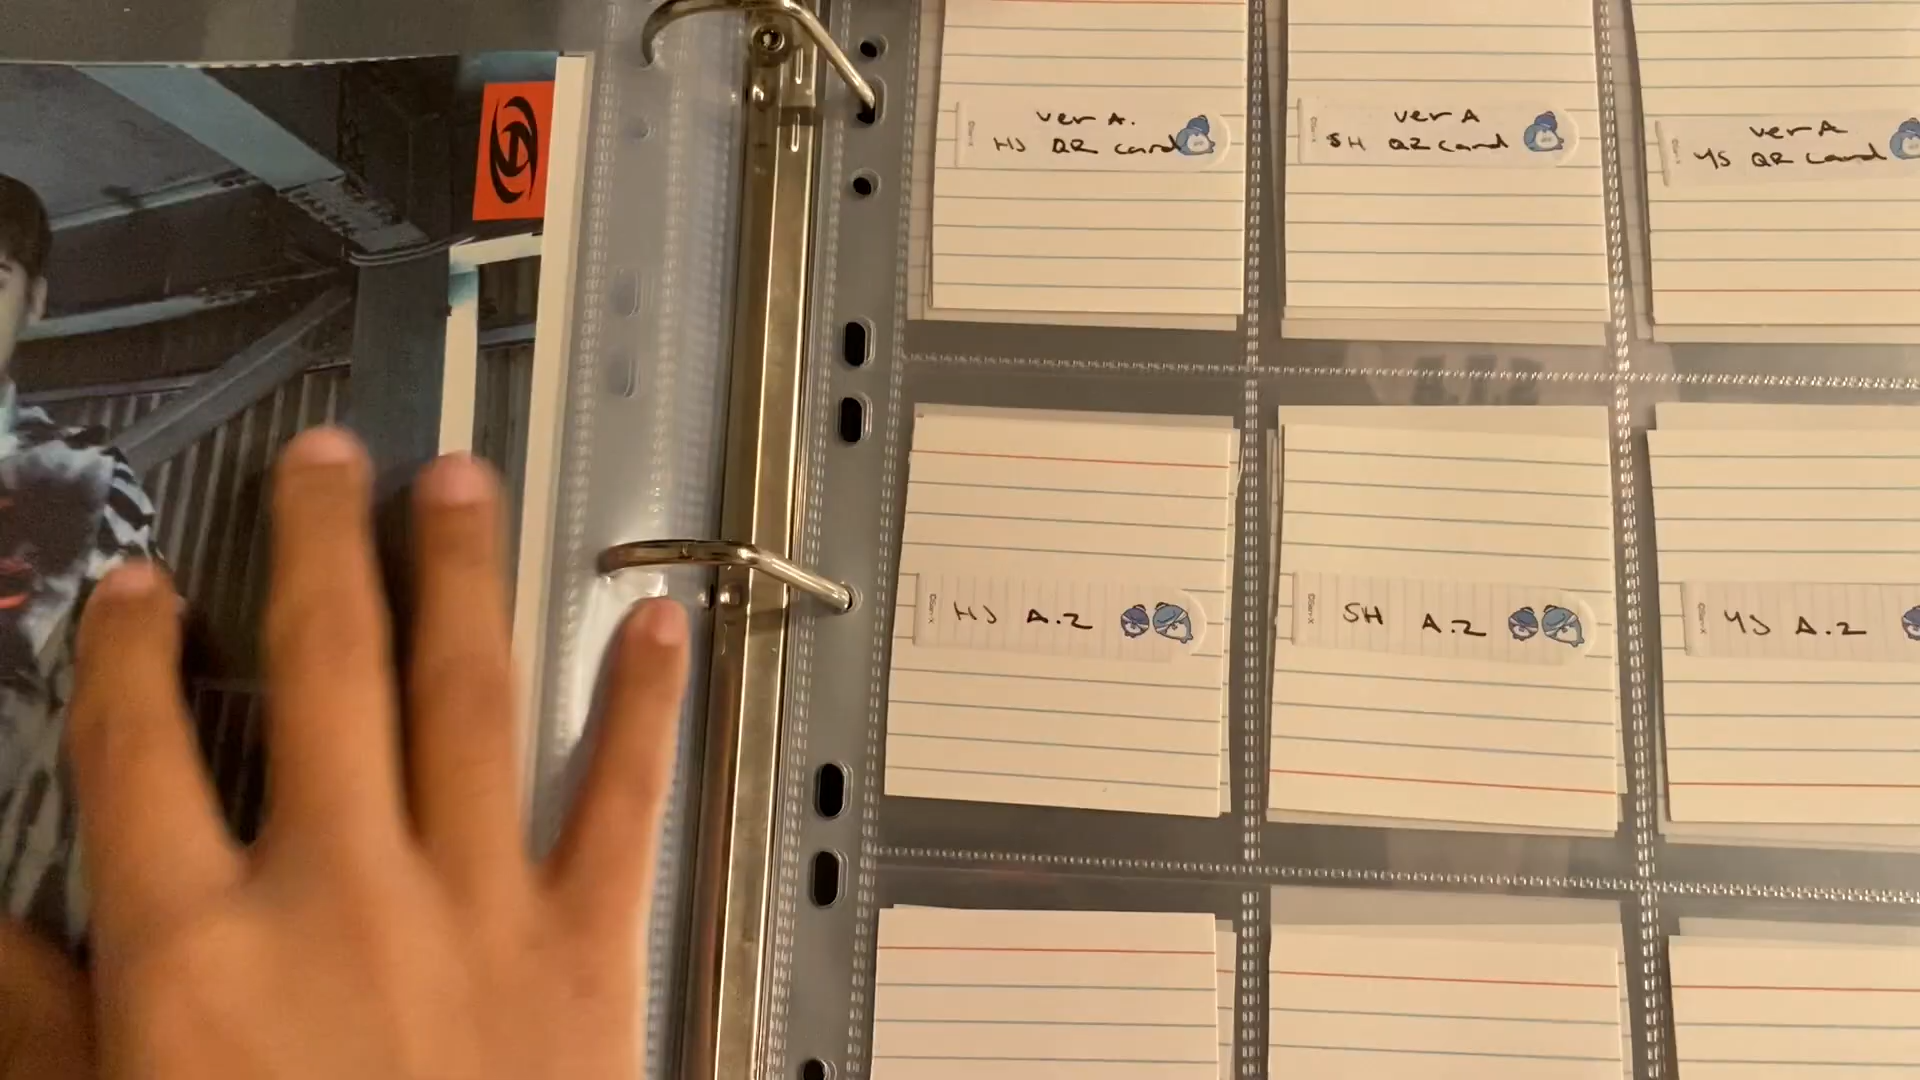 ver A.
HJ QR card
ver A
SH QR card
ver A
YS QR card
HJ A.2
SH A.2
YS A.2